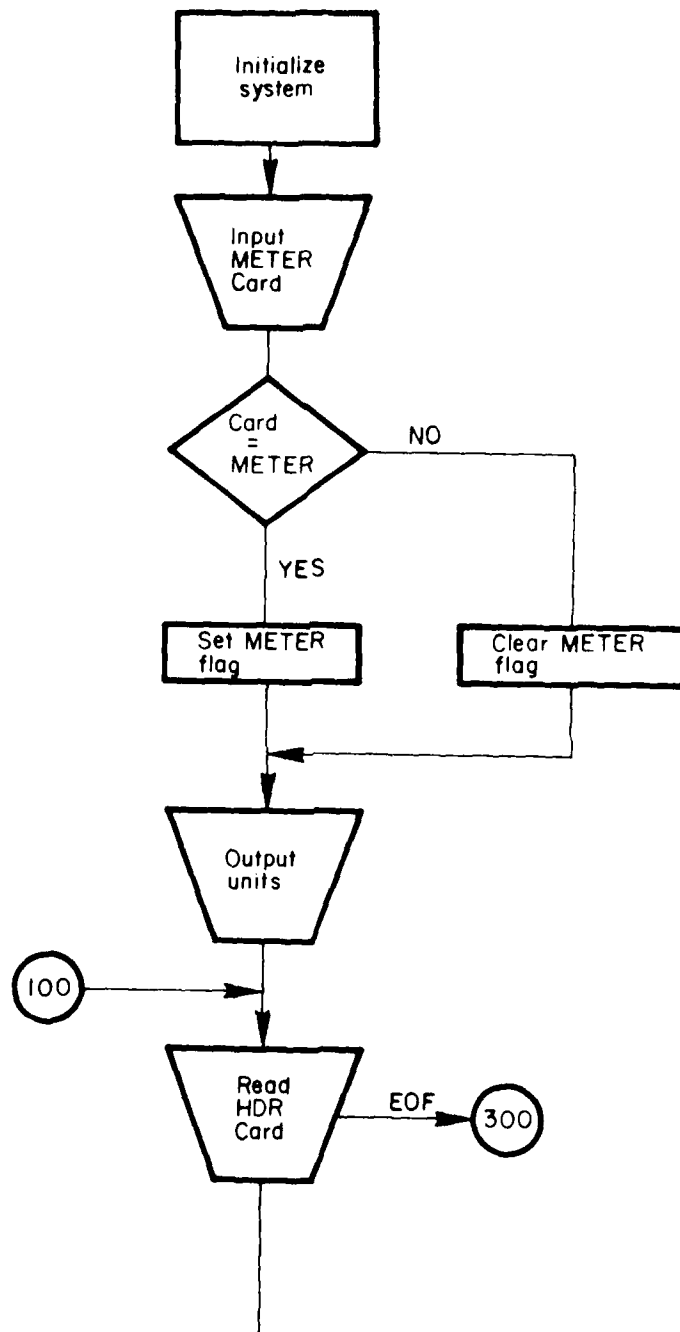 Initialize
system
Input
METER
Card
Card
=
METER
NO
YES
Set METER
flag
Clear METER
flag
Output
units
100
Read
HDR
Card
EOF
300